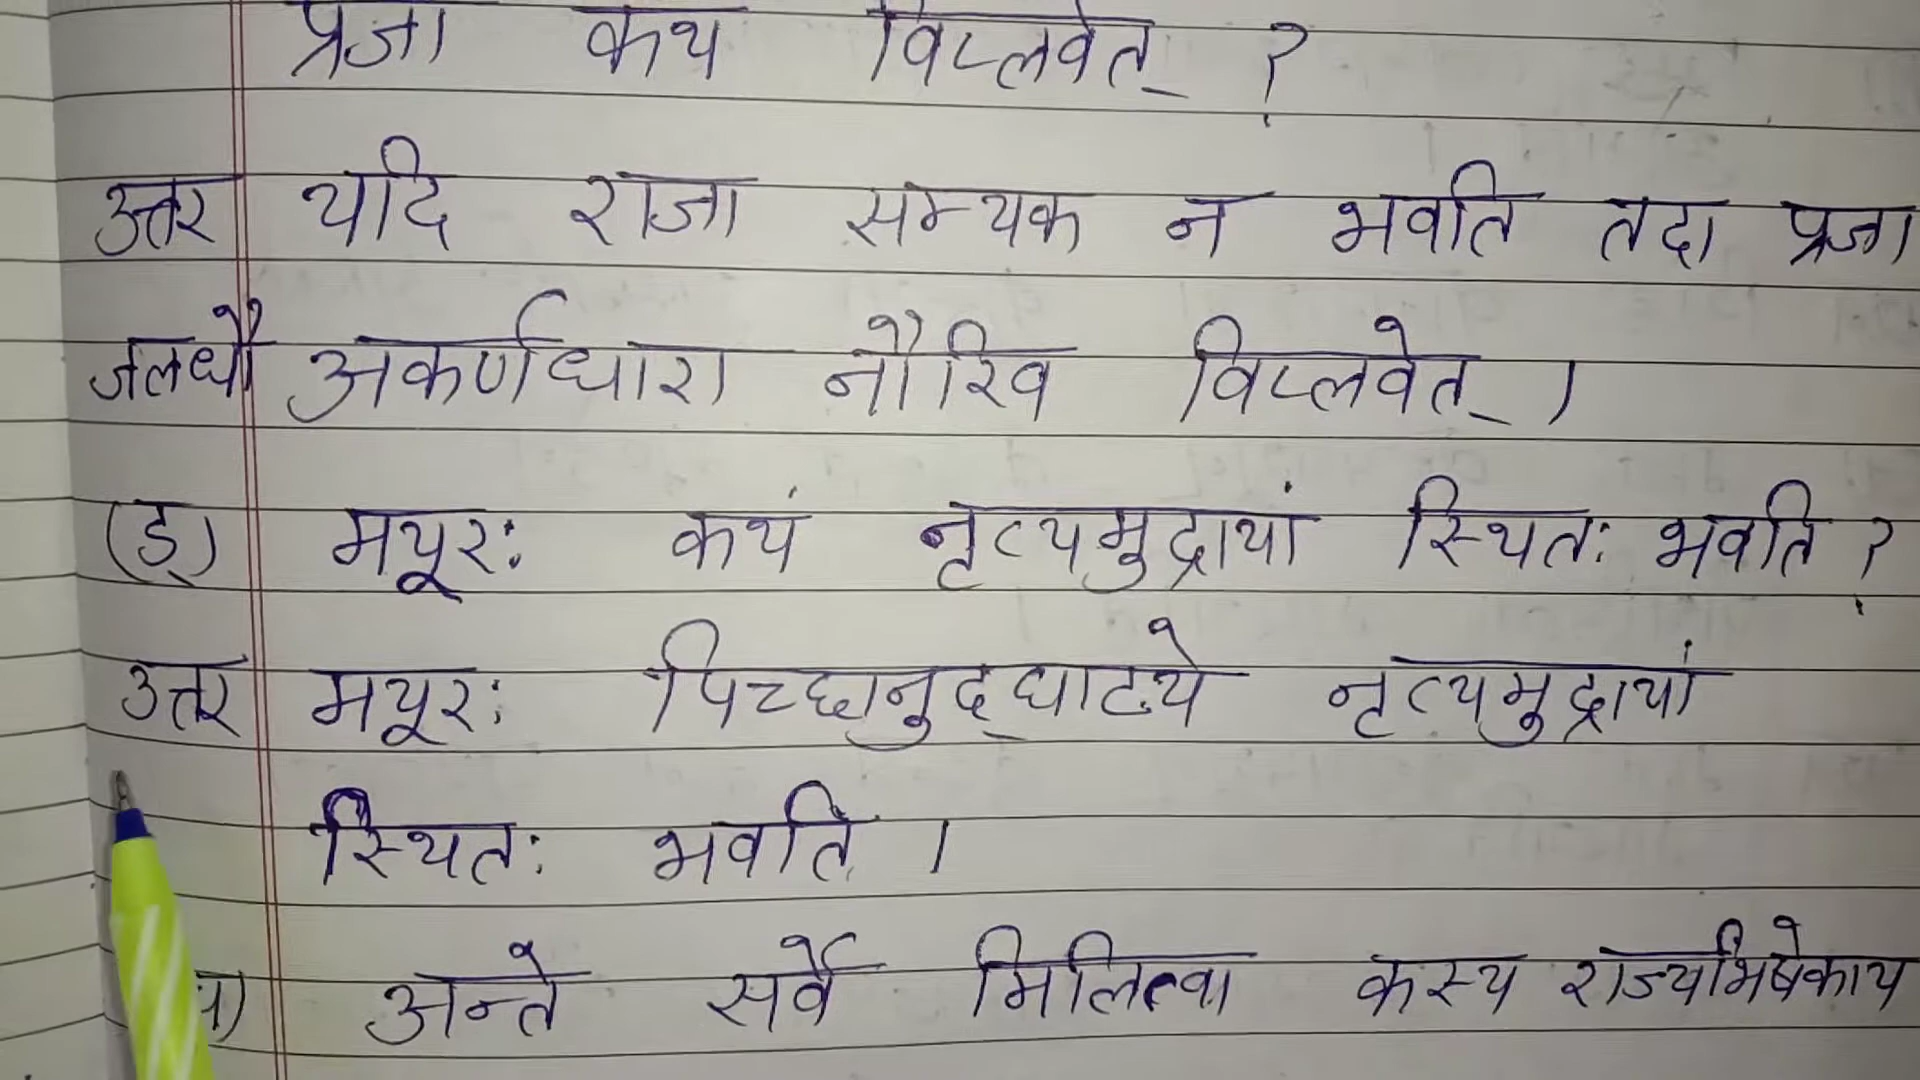 प्रजा कथ विप्लवेत् ?
उत्तर यदि राजा सम्यक न भवति तदा प्रजा
जलधौ अकर्णधारा नौरिव विप्लवेत् ।
(ङ) मयूरः कथं नृत्यमुद्रायां स्थितः भवति ?
उत्तर मयूरः पिच्छानुद्घाट्ये नृत्यमुद्रायां
स्थितः भवति ।
अन्ते सर्वे मिलित्वा कस्य राज्यभिषेकाय